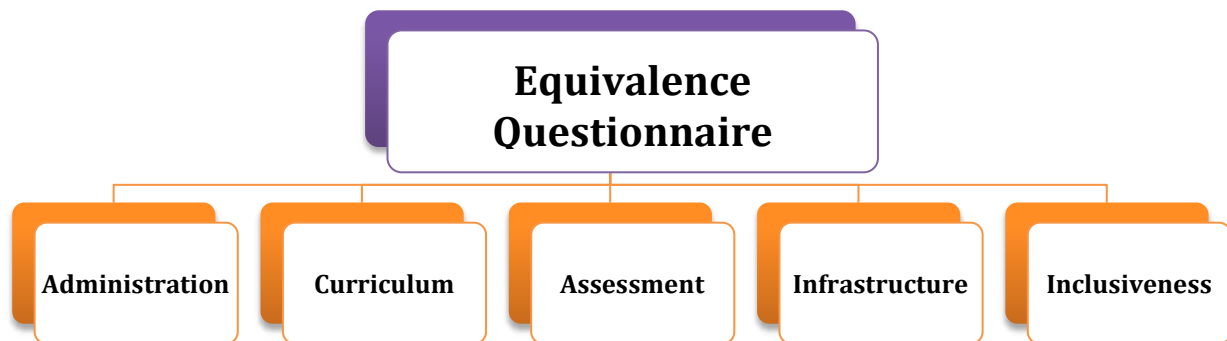 Equivalence
Questionnaire
Administration
Curriculum
Assessment
Infrastructure
Inclusiveness